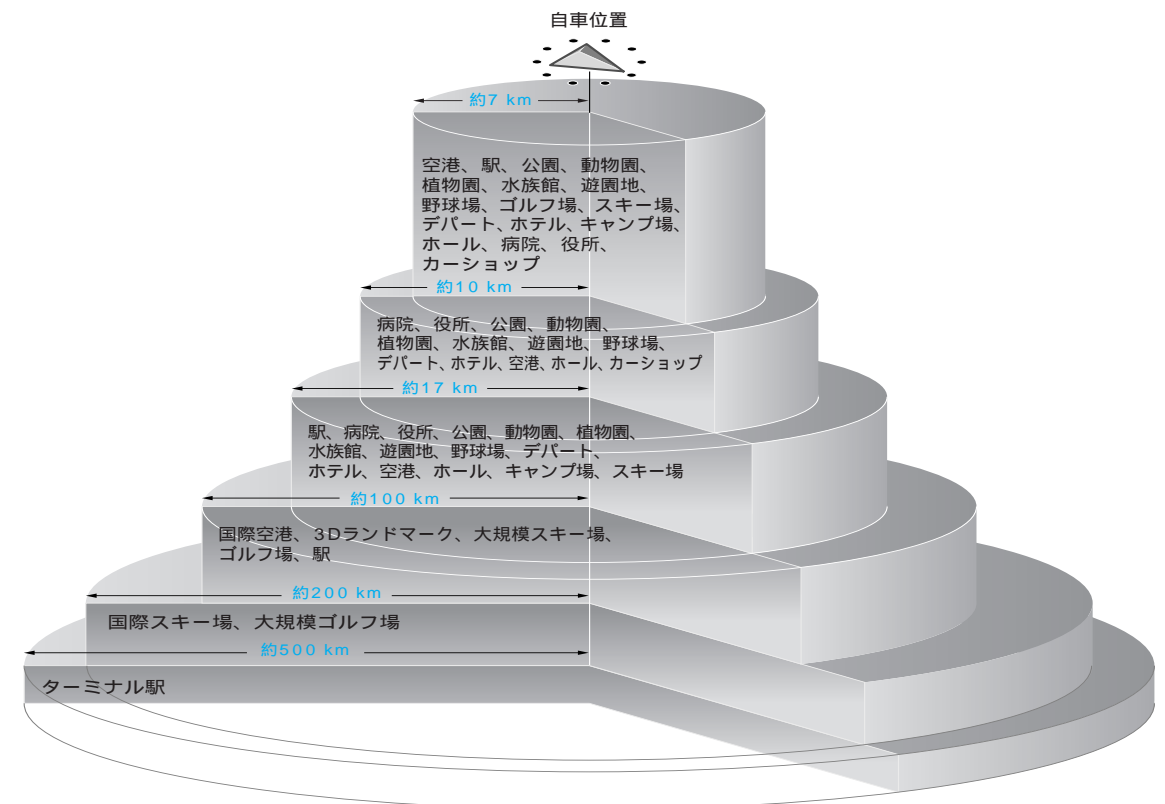 自車位置
約7 km
空港、駅、公園、動物園、
植物園、水族館、遊園地、
野球場、ゴルフ場、スキー場、
デパート、ホテル、キャンプ場、
ホール、病院、役所、
カーショップ
約10 km
病院、役所、公園、動物園、
植物園、水族館、遊園地、野球場、
デパート、ホテル、空港、ホール、カーショップ
約17 km
駅、病院、役所、公園、動物園、植物園、
水族館、遊園地、野球場、デパート、
ホテル、空港、ホール、キャンプ場、スキー場
約100 km
国際空港、3Dランドマーク、大規模スキー場、
ゴルフ場、駅
約200 km
国際スキー場、大規模ゴルフ場
約500 km
ターミナル駅